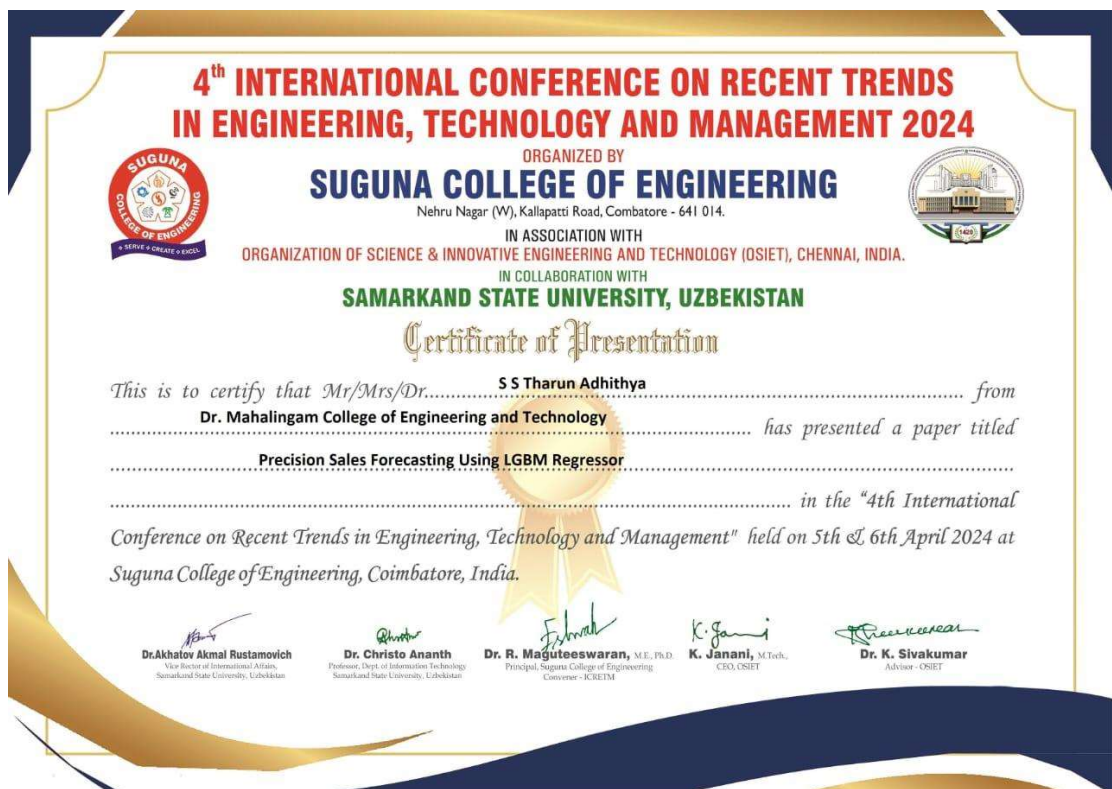 4th INTERNATIONAL CONFERENCE ON RECENT TRENDS
IN ENGINEERING, TECHNOLOGY AND MANAGEMENT 2024
ORGANIZED BY
SUGUNA COLLEGE OF ENGINEERING
Nehru Nagar (W), Kallapatti Road, Combatore - 641 014.
SUGUNA
COLLEGE OF ENGINEERING
SERVE CREATE EXCEL
1420
IN ASSOCIATION WITH
ORGANIZATION OF SCIENCE & INNOVATIVE ENGINEERING AND TECHNOLOGY (OSIET), CHENNAI, INDIA.
IN COLLABORATION WITH
SAMARKAND STATE UNIVERSITY, UZBEKISTAN
Certificate of Presentation
This is to certify that Mr/Mrs/Dr. S S Tharun Adhithya from
Dr. Mahalingam College of Engineering and Technology has presented a paper titled
Precision Sales Forecasting Using LGBM Regressor
in the "4th International
Conference on Recent Trends in Engineering, Technology and Management" held on 5th & 6th April 2024 at
Suguna College of Engineering, Coimbatore, India.
K. Jani
Dr.Akhatov Akmal Rustamovich
Vice Rector of International Affairs,
Samarkand State University, Uzbekistan
Dr. Christo Ananth
Professor, Dept. of Information Technology
Samarkand State University, Uzbekistan
Dr. R. Maguteeswaran, M.E., Ph.D.
Principal, Suguna College of Engineering
Convener - ICRETM
K. Janani, M.Tech.,
CEO, OSIET
Dr. K. Sivakumar
Advisor - OSIET